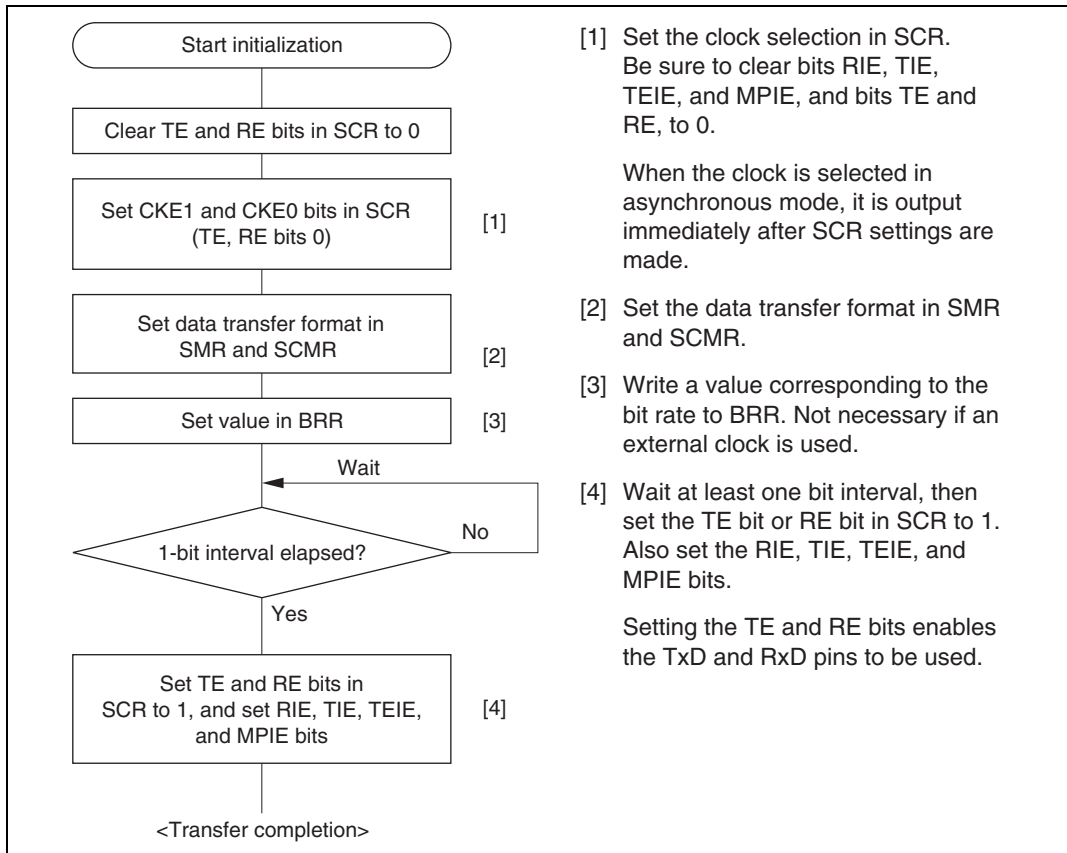 Start initialization
Clear TE and RE bits in SCR to 0
Set CKE1 and CKE0 bits in SCR
(TE, RE bits 0)
[1]
Set data transfer format in
SMR and SCMR
[2]
Set value in BRR
[3]
Wait
No
1-bit interval elapsed?
Yes
Set TE and RE bits in
SCR to 1, and set RIE, TIE, TEIE,
and MPIE bits
[4]
<Transfer completion>
[1] Set the clock selection in SCR.
Be sure to clear bits RIE, TIE,
TEIE, and MPIE, and bits TE and
RE, to 0.
When the clock is selected in
asynchronous mode, it is output
immediately after SCR settings are
made.
[2] Set the data transfer format in SMR
and SCMR.
[3] Write a value corresponding to the
bit rate to BRR. Not necessary if an
external clock is used.
[4] Wait at least one bit interval, then
set the TE bit or RE bit in SCR to 1.
Also set the RIE, TIE, TEIE, and
MPIE bits.
Setting the TE and RE bits enables
the TxD and RxD pins to be used.